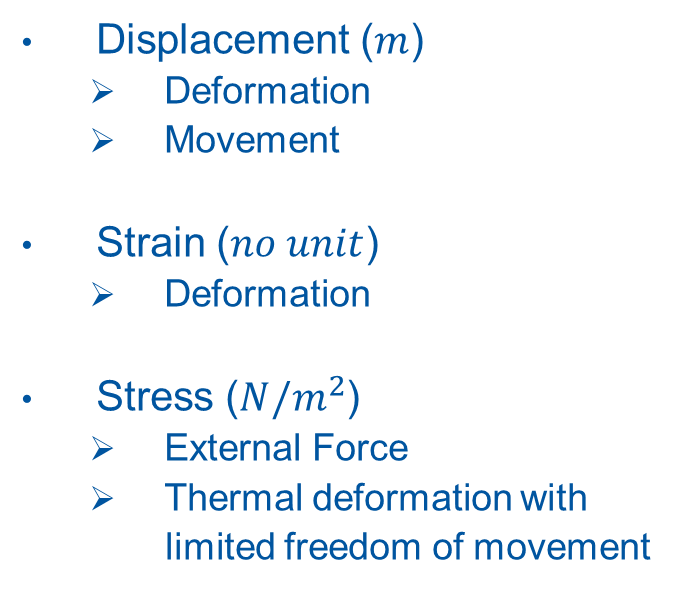 • Displacement (m)
➢ Deformation
➢ Movement
• Strain (no unit)
➢ Deformation
• Stress (N/m²)
➢ External Force
➢ Thermal deformation with
limited freedom of movement